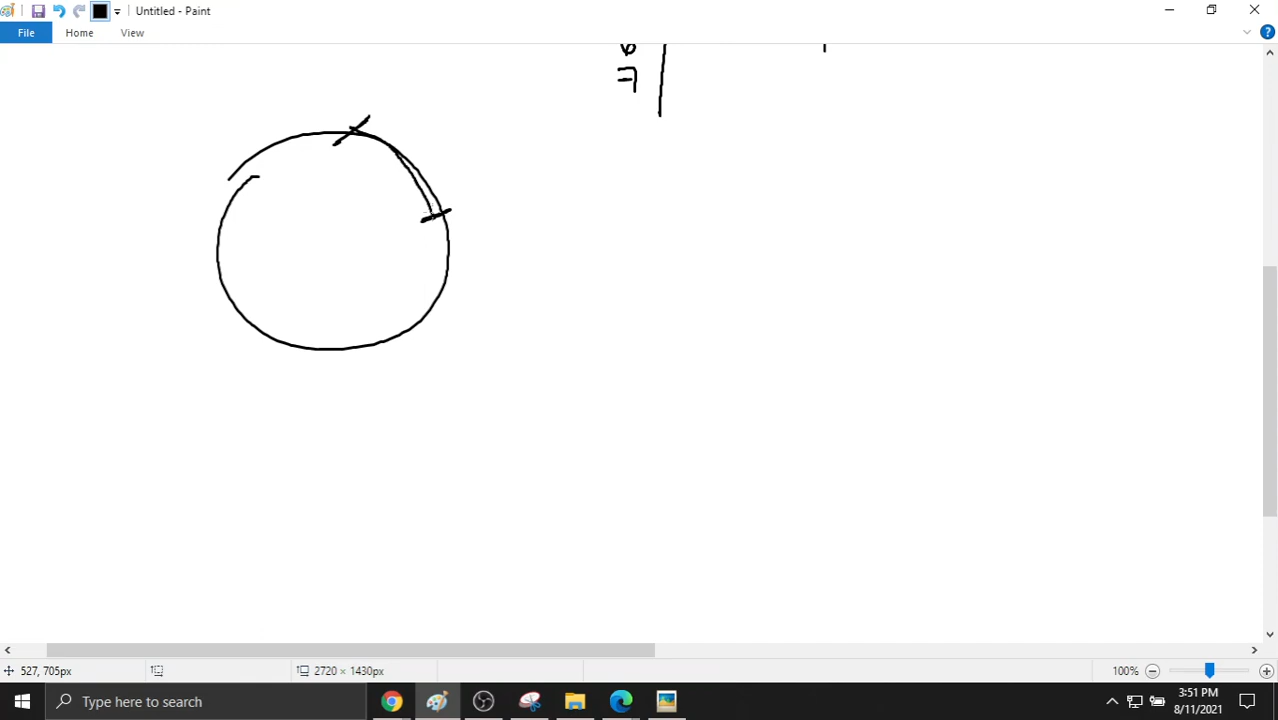 Untitled - Paint
File Home View
7
527, 705px
2720 × 1430px
100%
Type here to search
3:51 PM
8/11/2021